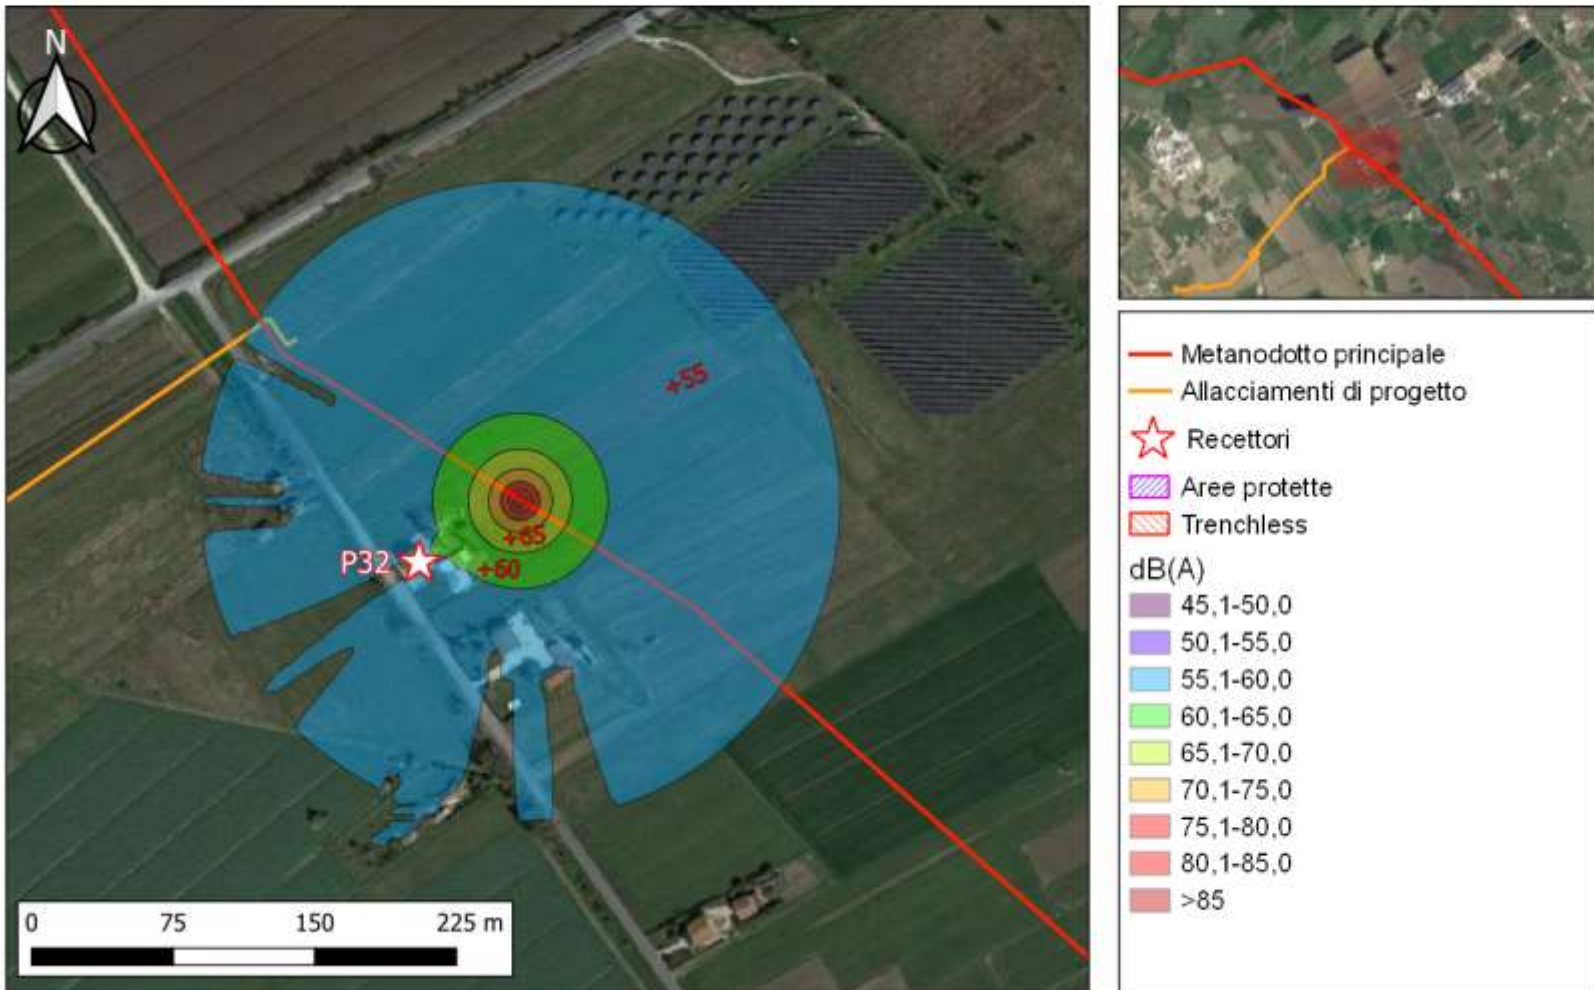 N
+55
+65
+60
P32
0 75 150 225 m
Metanodotto principale
Allacciamenti di progetto
Recettori
Aree protette
Trenchless
dB(A)
45,1-50,0
50,1-55,0
55,1-60,0
60,1-65,0
65,1-70,0
70,1-75,0
75,1-80,0
80,1-85,0
>85